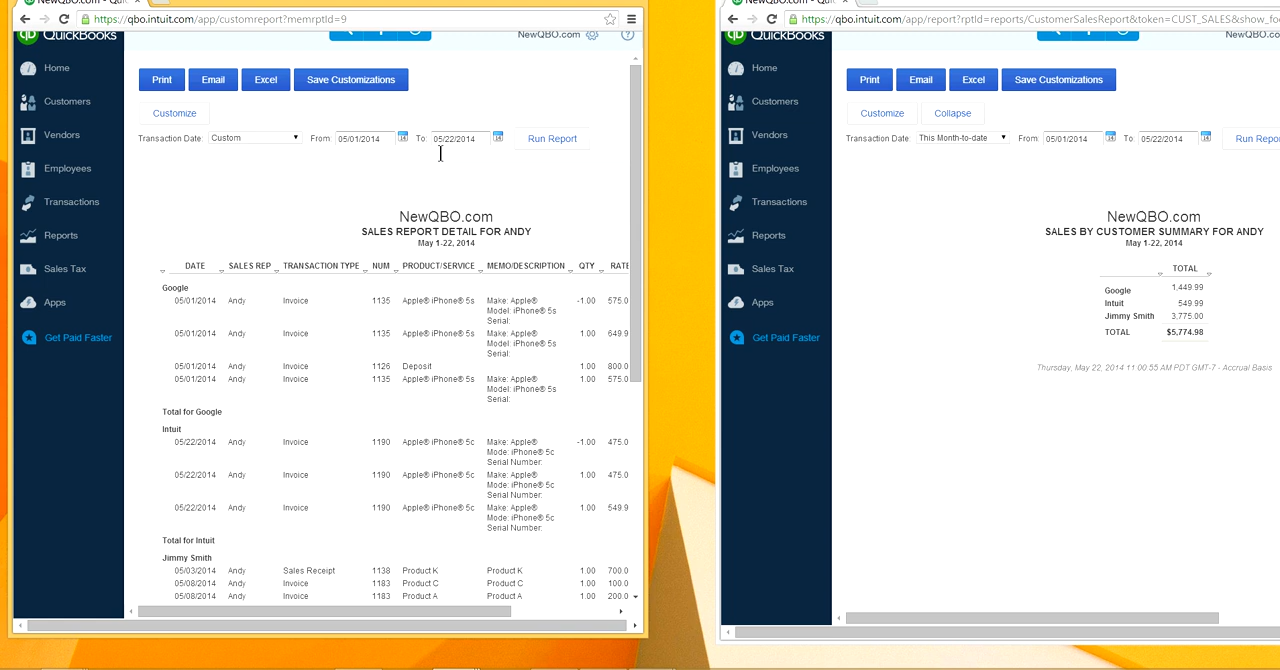 NewQBO.com - Quic
https://qbo.intuit.com/app/customreport?memrptId=9
QuickBooks
NewQBO.com
Home
Customers
Vendors
Employees
Transactions
Reports
Sales Tax
Apps
Get Paid Faster
Print Email Excel Save Customizations
Customize
Transaction Date: Custom From: 05/01/2014 To: 05/22/2014 Run Report
NewQBO.com
SALES REPORT DETAIL FOR ANDY
May 1-22, 2014
DATE SALES REP TRANSACTION TYPE NUM PRODUCT/SERVICE MEMO/DESCRIPTION QTY RATE
Google
05/01/2014 Andy Invoice 1135 Apple® iPhone® 5s Make: Apple® -1.00 575.0
Model: iPhone® 5s
Serial:
05/01/2014 Andy Invoice 1135 Apple® iPhone® 5s Make: Apple® 1.00 649.9
Model: iPhone® 5s
Serial:
05/01/2014 Andy Invoice 1126 Deposit 1.00 800.0
05/01/2014 Andy Invoice 1135 Apple® iPhone® 5s Make: Apple® 1.00 575.0
Model: iPhone® 5s
Serial:
Total for Google
Intuit
05/22/2014 Andy Invoice 1190 Apple® iPhone® 5c Make: Apple® -1.00 475.0
Mode: iPhone® 5c
Serial Number:
05/22/2014 Andy Invoice 1190 Apple® iPhone® 5c Make: Apple® 1.00 475.0
Mode: iPhone® 5c
Serial Number:
05/22/2014 Andy Invoice 1190 Apple® iPhone® 5c Make: Apple® 1.00 549.9
Mode: iPhone® 5c
Serial Number:
Total for Intuit
Jimmy Smith
05/03/2014 Andy Sales Receipt 1138 Product K Product K 1.00 700.0
05/08/2014 Andy Invoice 1183 Product C Product C 1.00 100.0
05/08/2014 Andy Invoice 1183 Product A Product A 1.00 200.0
NewQBO.com - Quic
https://qbo.intuit.com/app/report?rptId=reports/CustomerSalesReport&token=CUST_SALES&show_foo
QuickBooks
NewQBO.co
Home
Customers
Vendors
Employees
Transactions
Reports
Sales Tax
Apps
Get Paid Faster
Print Email Excel Save Customizations
Customize Collapse
Transaction Date: This Month-to-date From: 05/01/2014 To: 05/22/2014 Run Repor
NewQBO.com
SALES BY CUSTOMER SUMMARY FOR ANDY
May 1-22, 2014
TOTAL
Google 1,449.99
Intuit 549.99
Jimmy Smith 3,775.00
TOTAL $5,774.98
Thursday, May 22, 2014 11 00:55 AM PDT GMT-7 - Accrual Basis